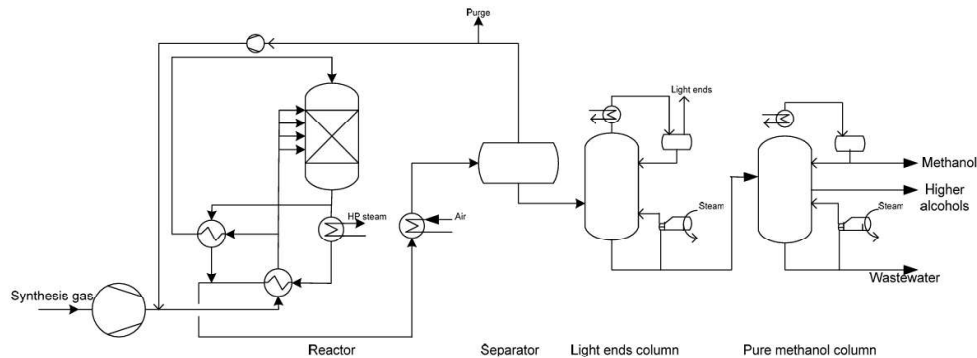 Purge
Light ends
HP steam
Air
Steam
Steam
Methanol
Higher
alcohols
Wastewater
Synthesis gas
Reactor
Separator
Light ends column
Pure methanol column